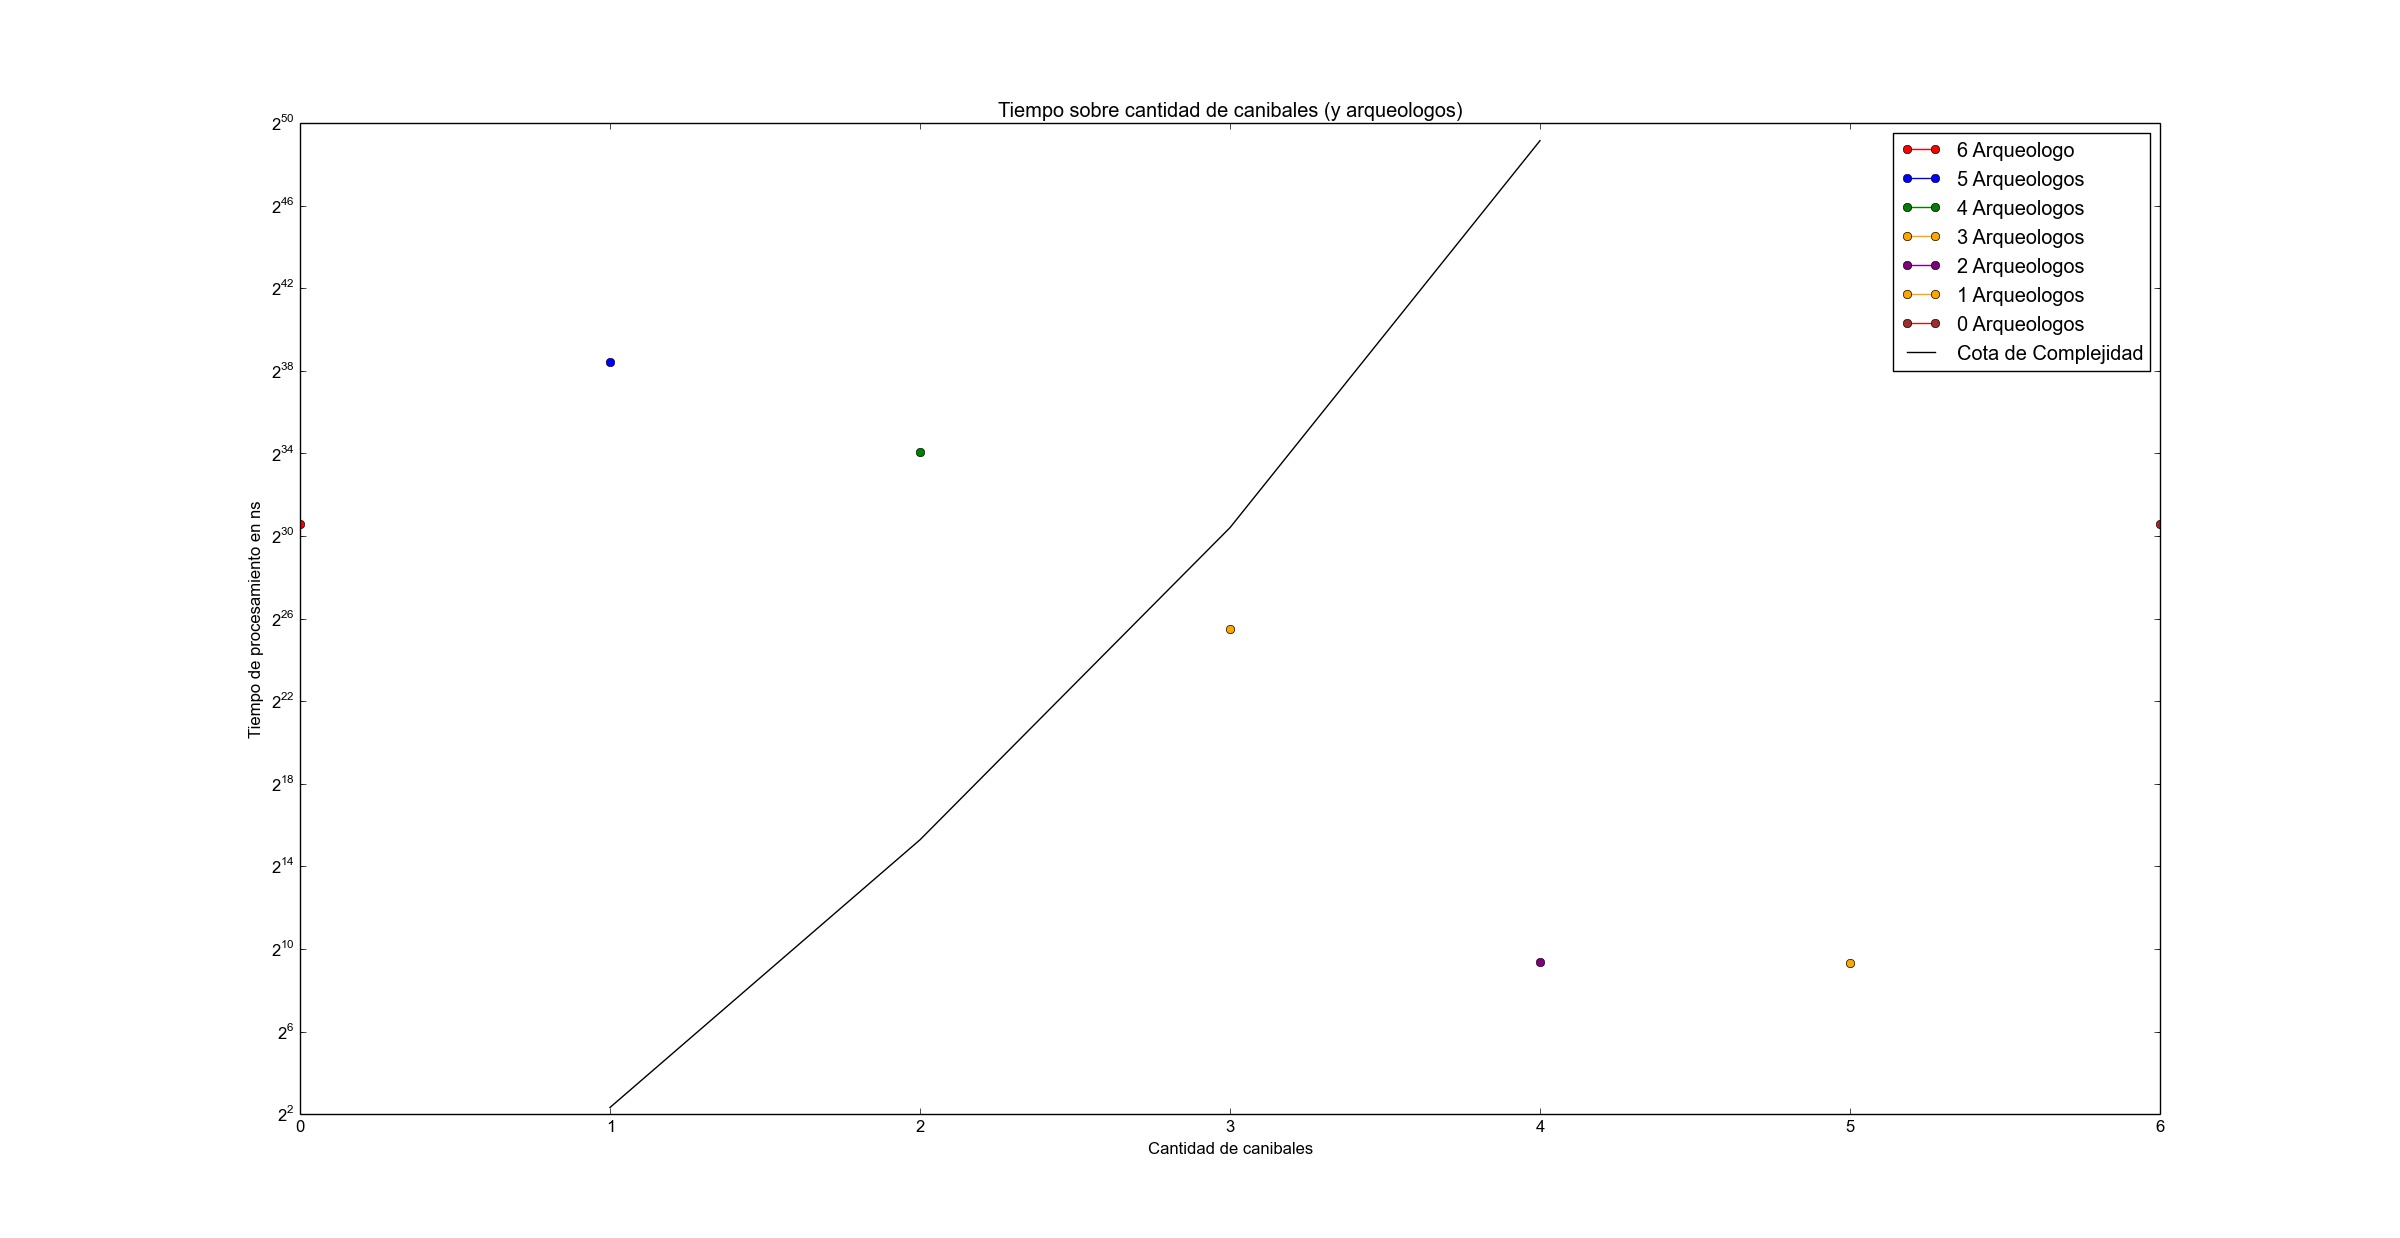 Tiempo sobre cantidad de canibales (y arqueologos)
2^50
2^46
2^42
2^38
2^34
2^30
2^26
2^22
2^18
2^14
2^10
2^6
2^2
Tiempo de procesamiento en ns
6 Arqueologo
5 Arqueologos
4 Arqueologos
3 Arqueologos
2 Arqueologos
1 Arqueologos
0 Arqueologos
Cota de Complejidad
0 1 2 3 4 5 6
Cantidad de canibales